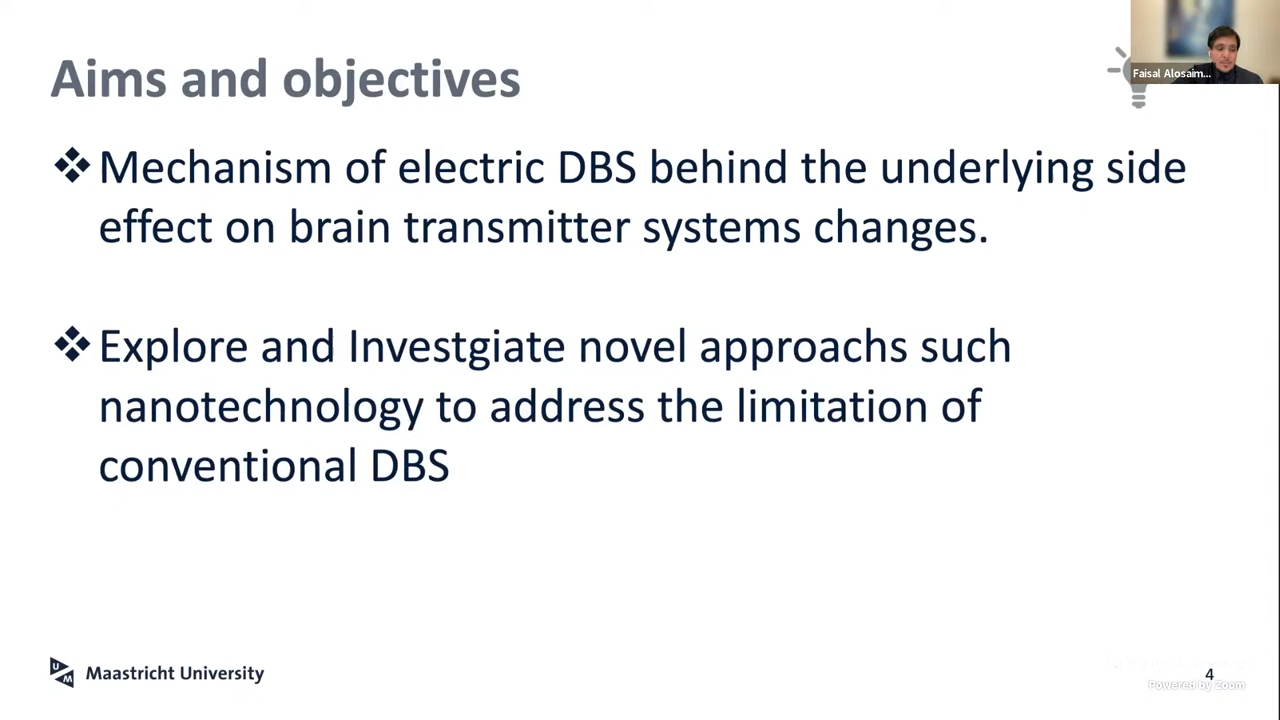 Aims and objectives
Faisal Alosaim...
❖ Mechanism of electric DBS behind the underlying side
effect on brain transmitter systems changes.
❖ Explore and Investgiate novel approachs such
nanotechnology to address the limitation of
conventional DBS
UM
Maastricht University
4
Powered by Zoom